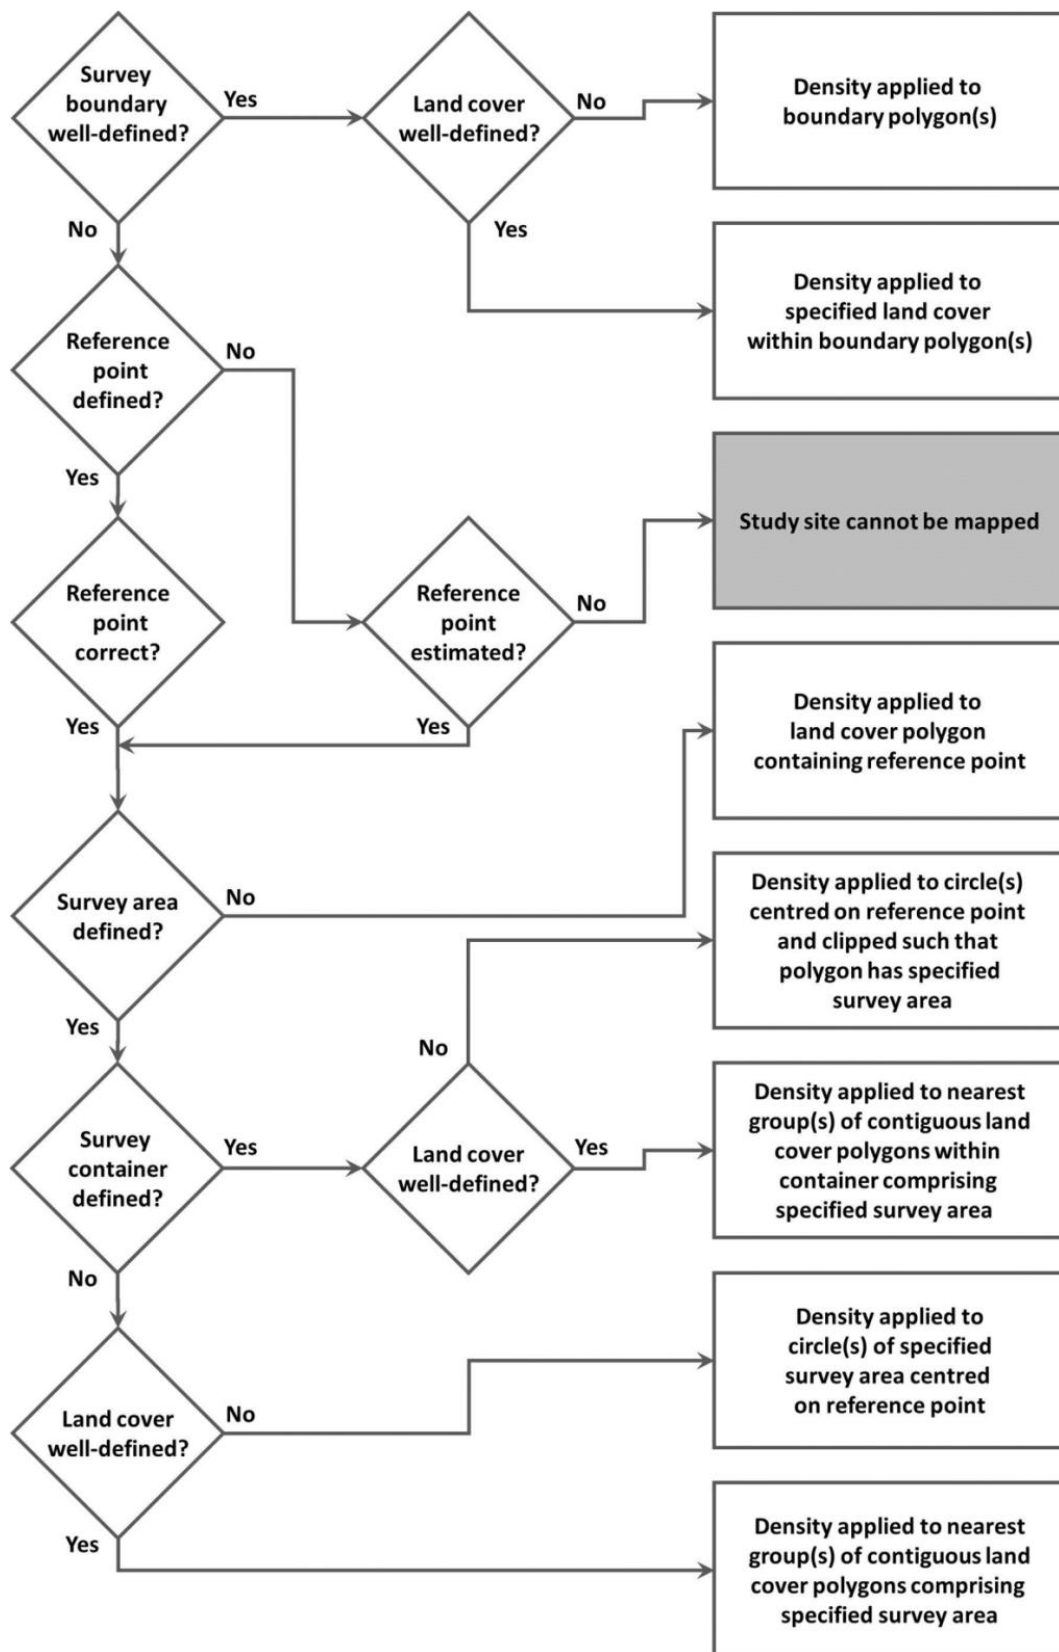 Survey
boundary
well-defined?
Yes
Land cover
well-defined?
No
Density applied to
boundary polygon(s)
No
Yes
Density applied to
specified land cover
within boundary polygon(s)
Reference
point
defined?
No
Yes
Study site cannot be mapped
Reference
point
correct?
Reference
point
estimated?
No
Yes
Yes
Density applied to
land cover polygon
containing reference point
Survey area
defined?
No
Yes
Density applied to circle(s)
centred on reference point
and clipped such that
polygon has specified
survey area
No
Survey
container
defined?
Yes
Land cover
well-defined?
Yes
Density applied to nearest
group(s) of contiguous land
cover polygons within
container comprising
specified survey area
No
Density applied to
circle(s) of specified
survey area centred
on reference point
Land cover
well-defined?
No
Yes
Density applied to nearest
group(s) of contiguous land
cover polygons comprising
specified survey area